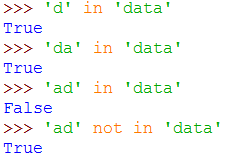 >>> 'd' in 'data'
True
>>> 'da' in 'data'
True
>>> 'ad' in 'data'
False
>>> 'ad' not in 'data'
True